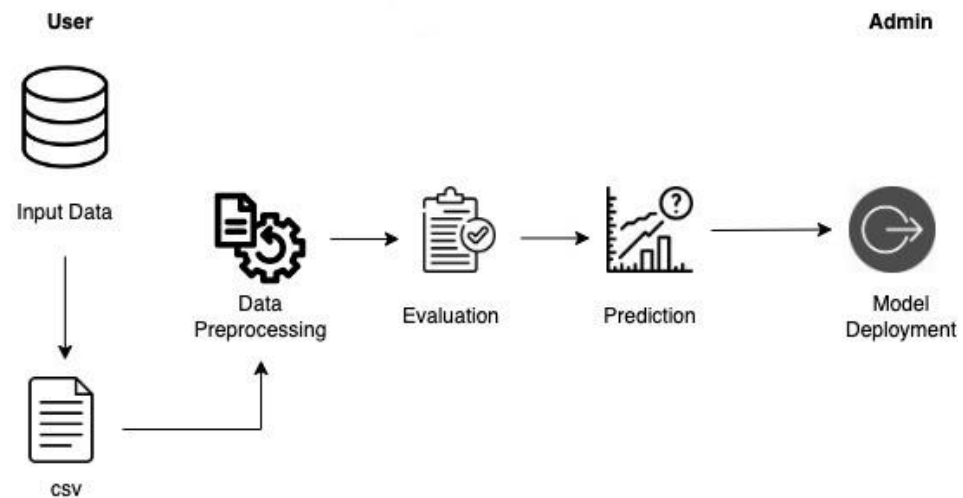 User
Admin
Input Data
Data
Preprocessing
Evaluation
Prediction
?
Model
Deployment
csv